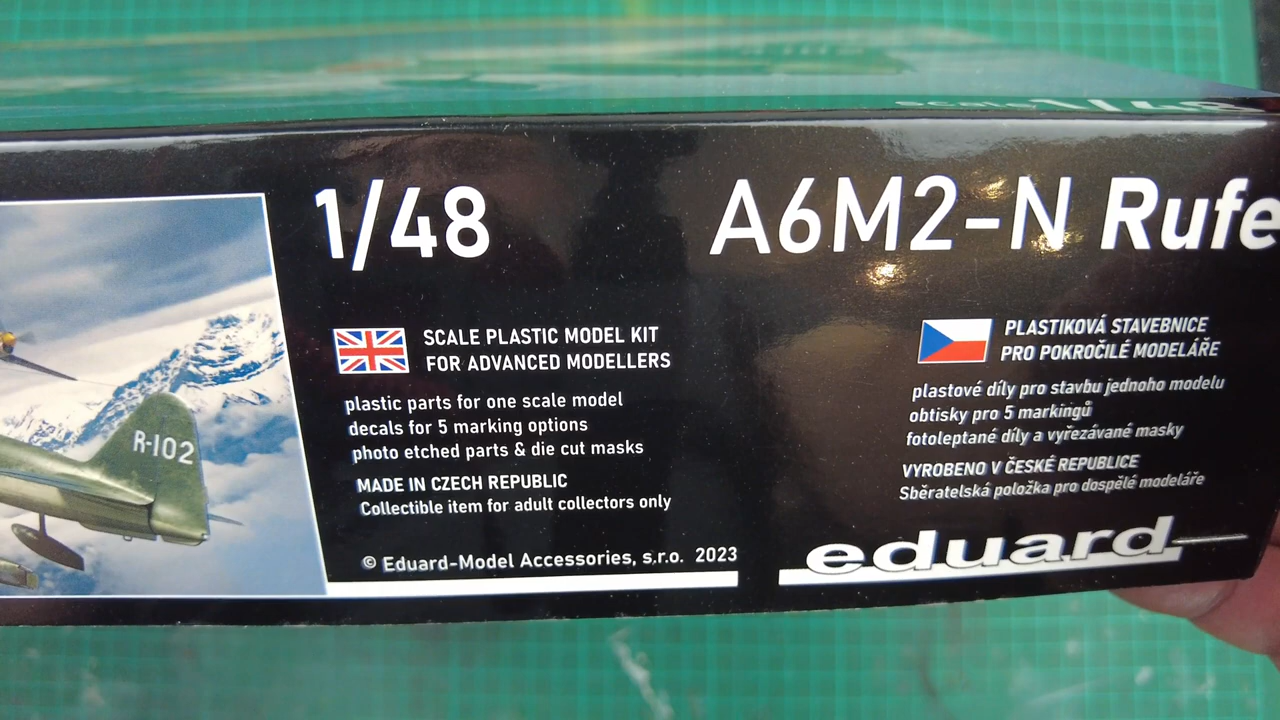 scale 1/48
1/48
A6M2-N Rufe
R-102
SCALE PLASTIC MODEL KIT
FOR ADVANCED MODELLERS
plastic parts for one scale model
decals for 5 marking options
photo etched parts & die cut masks
MADE IN CZECH REPUBLIC
Collectible item for adult collectors only
© Eduard-Model Accessories, s.r.o. 2023
PLASTIKOVÁ STAVEBNICE
PRO POKROČILÉ MODELÁŘE
plastové díly pro stavbu jednoho modelu
obtisky pro 5 markingů
fotoleptané díly a vyřezávané masky
VYROBENO V ČESKÉ REPUBLICE
Sběratelská položka pro dospělé modeláře
eduard